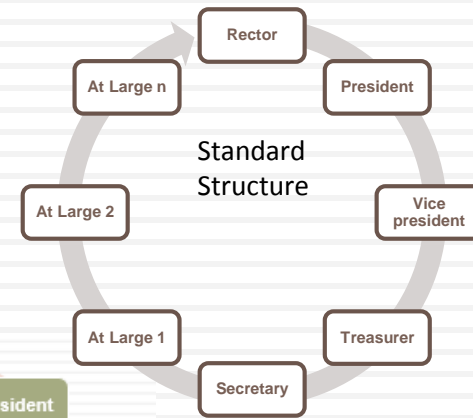 Rector
President
Vice
president
Treasurer
Secretary
At Large 1
At Large 2
At Large n
Standard
Structure